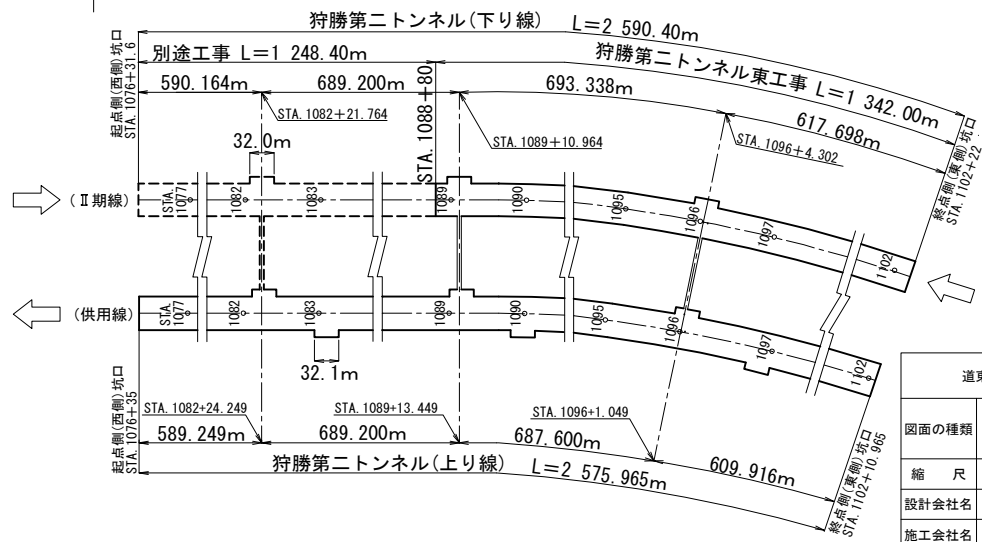 狩勝第二トンネル(下り線) L=2 590.40m
別途工事 L=1 248.40m
狩勝第二トンネル東工事 L=1 342.00m
590.164m
689.200m
693.338m
617.698m
起点側(西側)坑口
STA.1076+31.6
STA.1082+21.764
STA.1088+80
STA.1089+10.964
STA.1096+4.302
終点側(東側)坑口
STA.1102+22
32.0m
(Ⅱ期線)
STA.
1077
1082
1083
1089
1090
1095
1096
1097
1102
(供用線)
STA.
1077
1082
1083
1089
1090
1095
1096
1097
1102
32.1m
起点側(西側)坑口
STA.1076+35
STA.1082+24.249
STA.1089+13.449
STA.1096+1.049
589.249m
689.200m
687.600m
609.916m
終点側(東側)坑口
STA.1102+10.965
狩勝第二トンネル(上り線) L=2 575.965m
道東
図面の種類
縮 尺
設計会社名
施工会社名